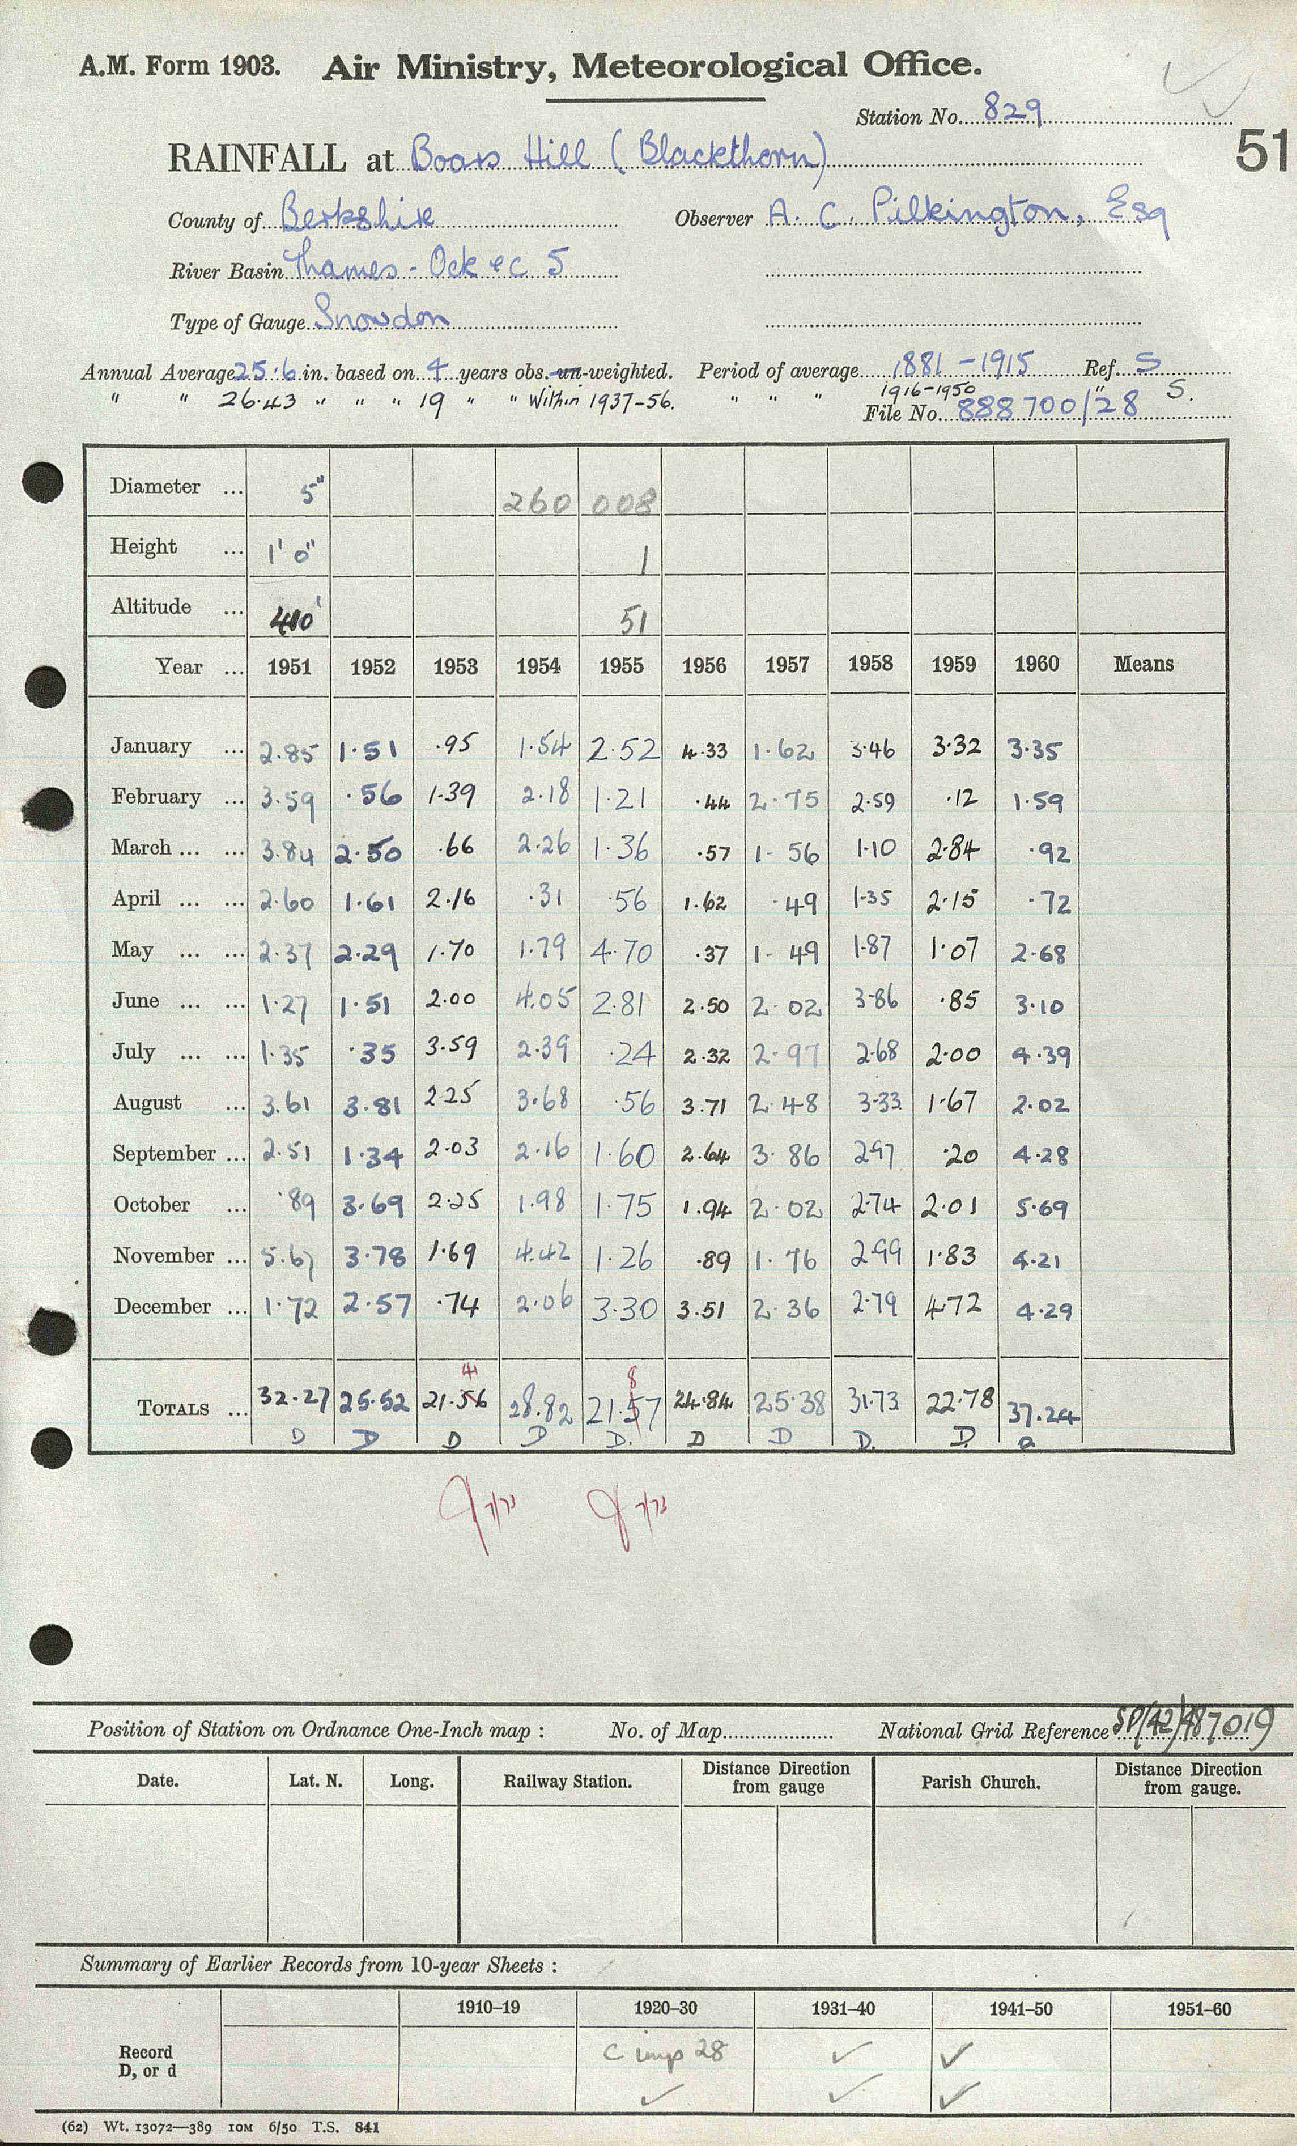 A.M. Form 1903. Air Ministry, Meteorological Office.
Station No. 829
51
RAINFALL at Boars Hill (Blackthorn)
County of Berkshire Observer A. C. Pilkington, Esq
River Basin Thames - Ock &c 5
Type of Gauge Snowdon
Annual Average 25.6 in. based on 4 years obs. un-weighted. Period of average 1881-1915 Ref. S
" " 26.43 " " " 19 " " Within 1937-56. " " " 1916-1950 " S.
File No. 888700/28
Diameter ... 5" 260 008
Height ... 1' 0" 1
Altitude ... 410' 51
Year ... 1951 1952 1953 1954 1955 1956 1957 1958 1959 1960 Means
January ... 2.85 1.51 .95 1.54 2.52 4.33 1.62 3.46 3.32 3.35
February ... 3.59 .56 1.39 2.18 1.21 .44 2.75 2.59 .12 1.59
March ... ... 3.84 2.50 .66 2.26 1.36 .57 1.56 1.10 2.84 .92
April ... ... 2.60 1.61 2.16 .31 .56 1.62 .49 1.35 2.15 .72
May ... ... 2.37 2.29 1.70 1.79 4.70 .37 1.49 1.87 1.07 2.68
June ... ... 1.27 1.51 2.00 4.05 2.81 2.50 2.02 3.86 .85 3.10
July ... ... 1.35 .35 3.59 2.39 .24 2.32 2.97 2.68 2.00 4.39
August ... 3.61 3.81 2.25 3.68 .56 3.71 2.48 3.33 1.67 2.02
September ... 2.51 1.34 2.03 2.16 1.60 2.64 3.86 2.97 .20 4.28
October ... .89 3.69 2.25 1.98 1.75 1.94 2.02 2.74 2.01 5.69
November ... 5.67 3.78 1.69 4.42 1.26 .89 1.76 2.99 1.83 4.21
December ... 1.72 2.57 .74 2.06 3.30 3.51 2.36 2.79 4.72 4.29
4 8
TOTALS ... 32.27 25.52 21.56 28.82 21.57 24.84 25.38 31.73 22.78 37.24
D D D D D. D D D. D.
7/73 7/73
Position of Station on Ordnance One-Inch map : No. of Map National Grid Reference SP(42)487019
Date. Lat. N. Long. Railway Station. Distance from gauge Direction Parish Church. Distance from gauge. Direction
Summary of Earlier Records from 10-year Sheets :
1910–19 1920–30 1931–40 1941–50 1951–60
Record D, or d C imp 28 ✓ ✓
✓ ✓ ✓
(62) Wt. 13072—389 10M 6/50 T.S. 841